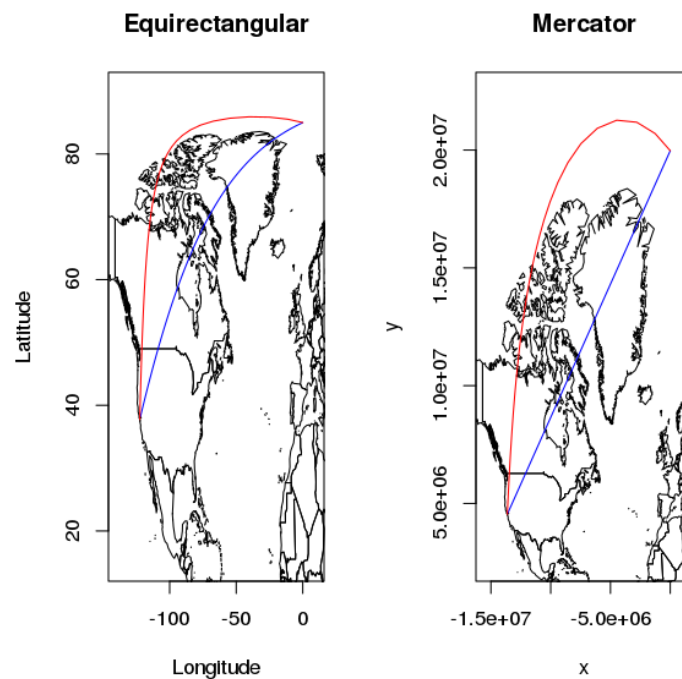 Equirectangular
Latitude
80
60
40
20
-100 -50 0
Longitude
Mercator
y
2.0e+07
1.5e+07
1.0e+07
5.0e+06
-1.5e+07 -5.0e+06
x